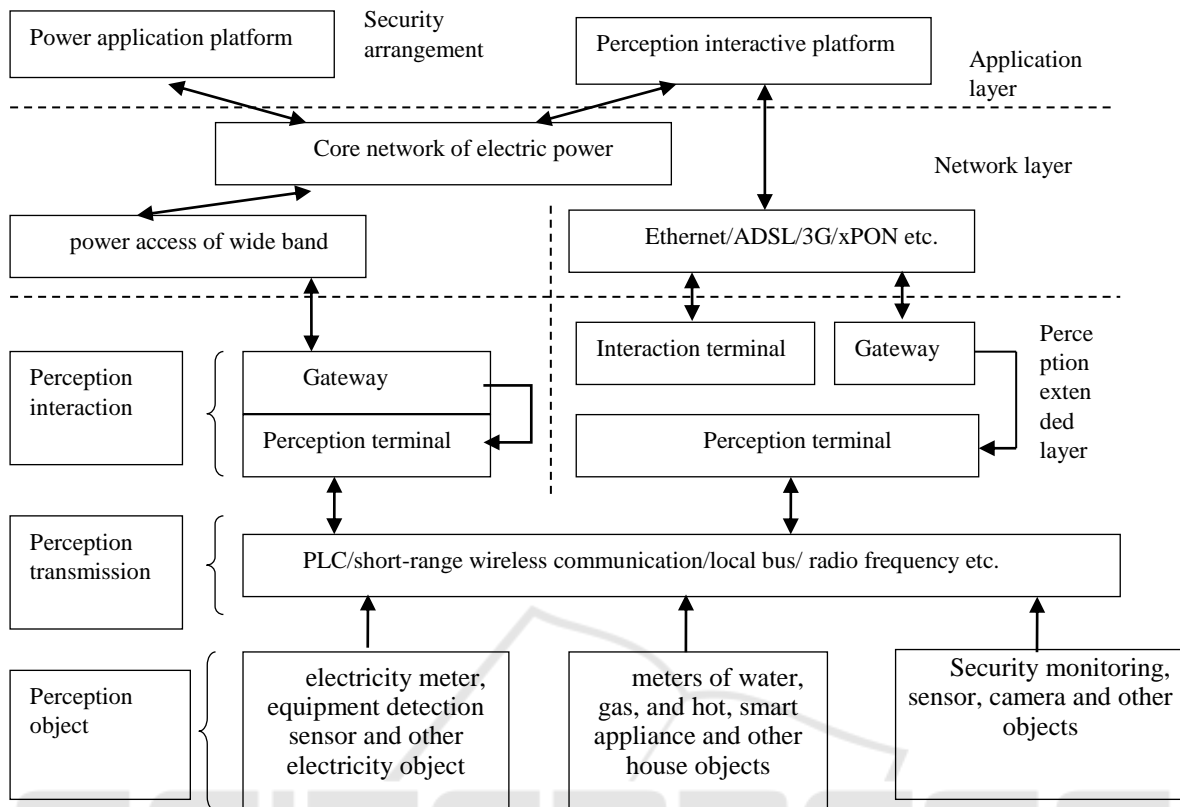 Power application platform
Security
arrangement
Perception interactive platform
Application
layer
Core network of electric power
Network layer
power access of wide band
Ethernet/ADSL/3G/xPON etc.
Interaction terminal
Gateway
Perce
ption
exten
ded
layer
Perception
interaction
Gateway
Perception terminal
Perception terminal
Perception
transmission
PLC/short-range wireless communication/local bus/ radio frequency etc.
Perception
object
electricity meter,
equipment detection
sensor and other
electricity object
meters of water,
gas, and hot, smart
appliance and other
house objects
Security monitoring,
sensor, camera and other
objects